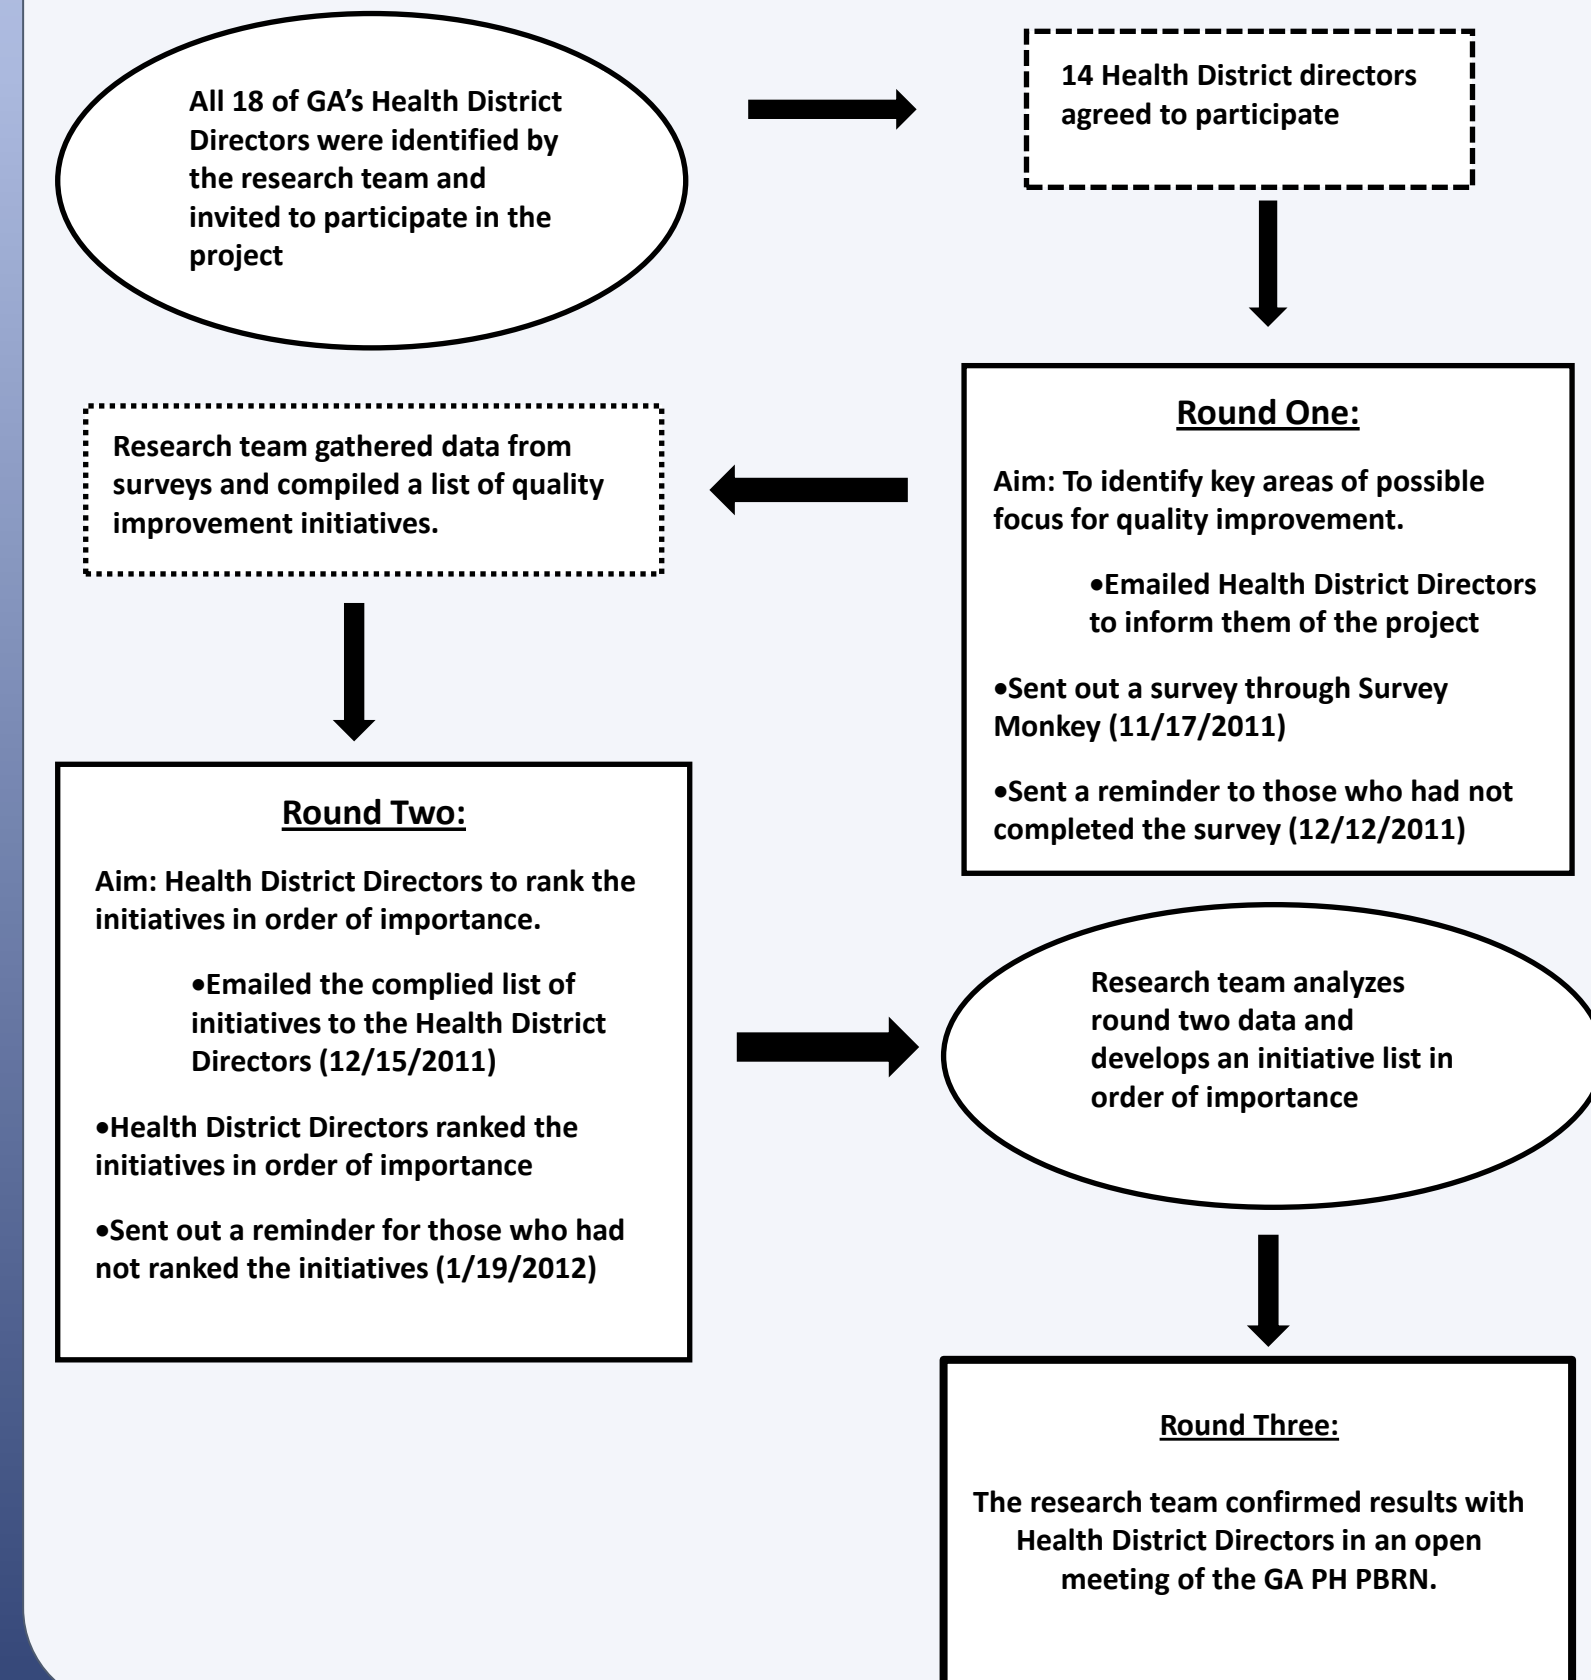 All 18 of GA’s Health District
Directors were identified by
the research team and
invited to participate in the
project
14 Health District directors
agreed to participate
Round One:
Aim: To identify key areas of possible
focus for quality improvement.
•Emailed Health District Directors
to inform them of the project
•Sent out a survey through Survey
Monkey (11/17/2011)
•Sent a reminder to those who had not
completed the survey (12/12/2011)
Research team gathered data from
surveys and compiled a list of quality
improvement initiatives.
Round Two:
Aim: Health District Directors to rank the
initiatives in order of importance.
•Emailed the complied list of
initiatives to the Health District
Directors (12/15/2011)
•Health District Directors ranked the
initiatives in order of importance
•Sent out a reminder for those who had
not ranked the initiatives (1/19/2012)
Research team analyzes
round two data and
develops an initiative list in
order of importance
Round Three:
The research team confirmed results with
Health District Directors in an open
meeting of the GA PH PBRN.